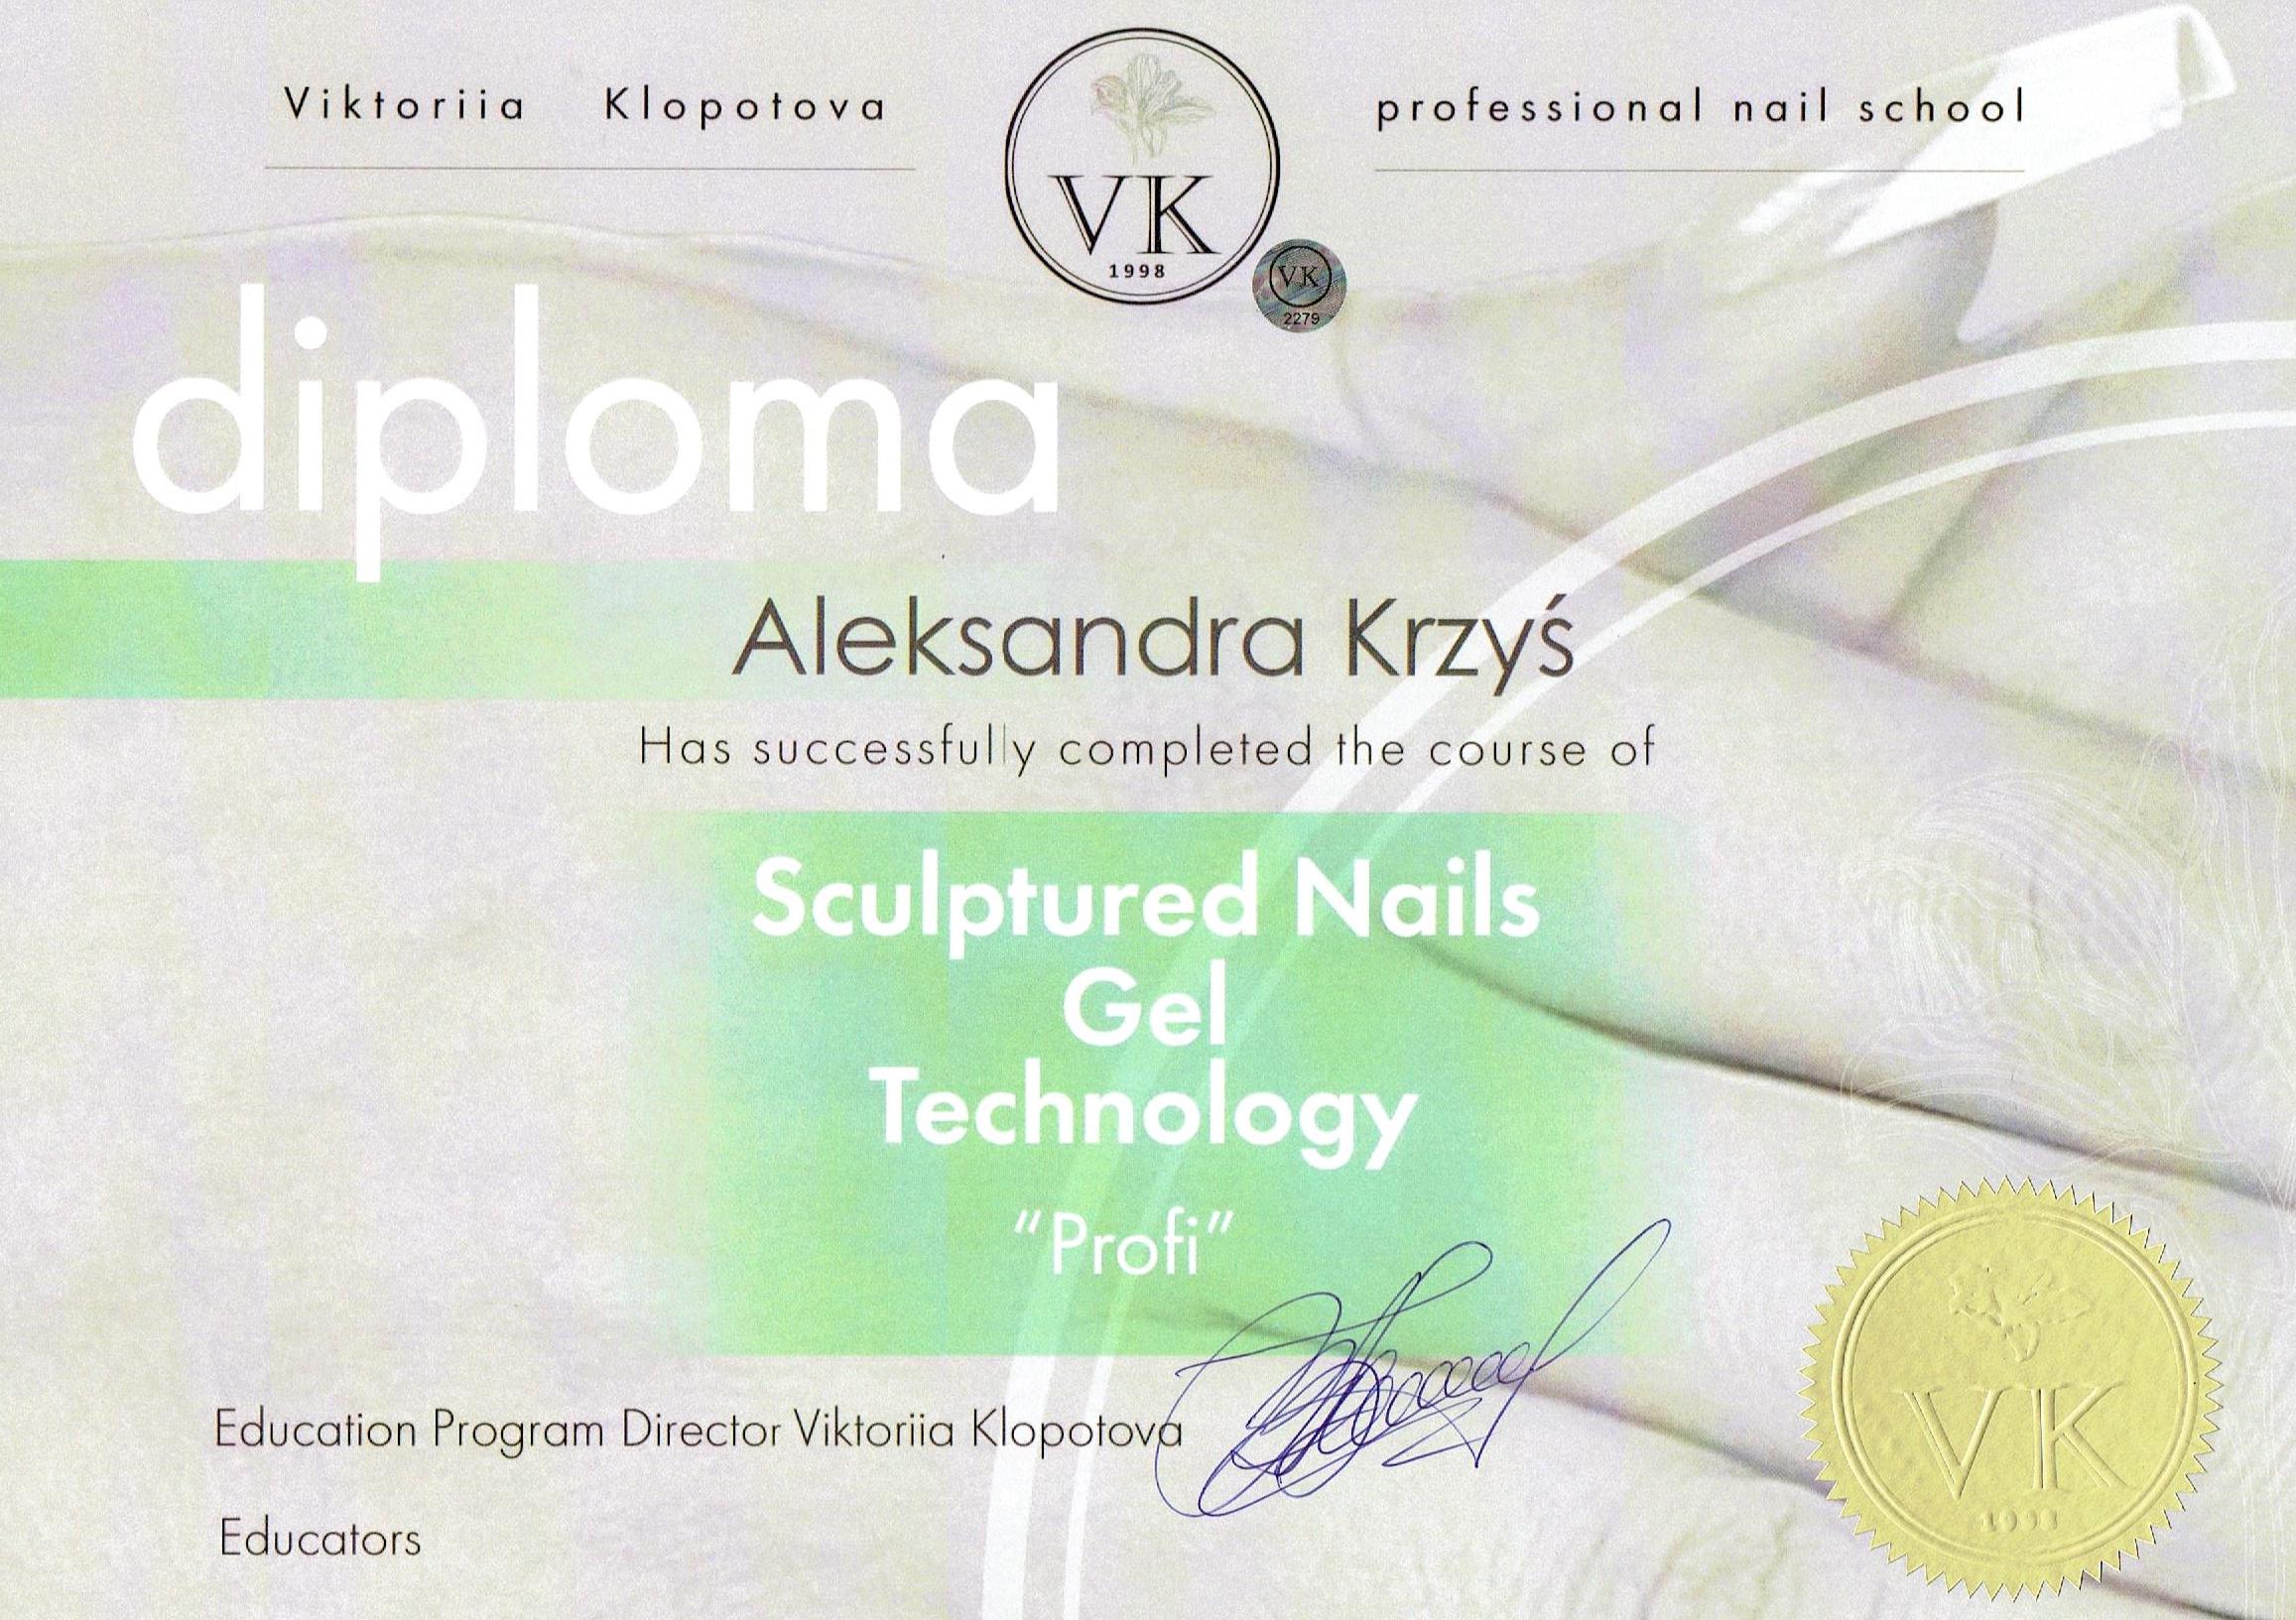 Viktoriia Klopotova
VK
1998
professional nail school
VK
2279
diploma
Aleksandra Krzyś
Has successfully completed the course of
Sculptured Nails
Gel
Technology
"Profi"
Education Program Director Viktoriia Klopotova
Educators
VK
1998